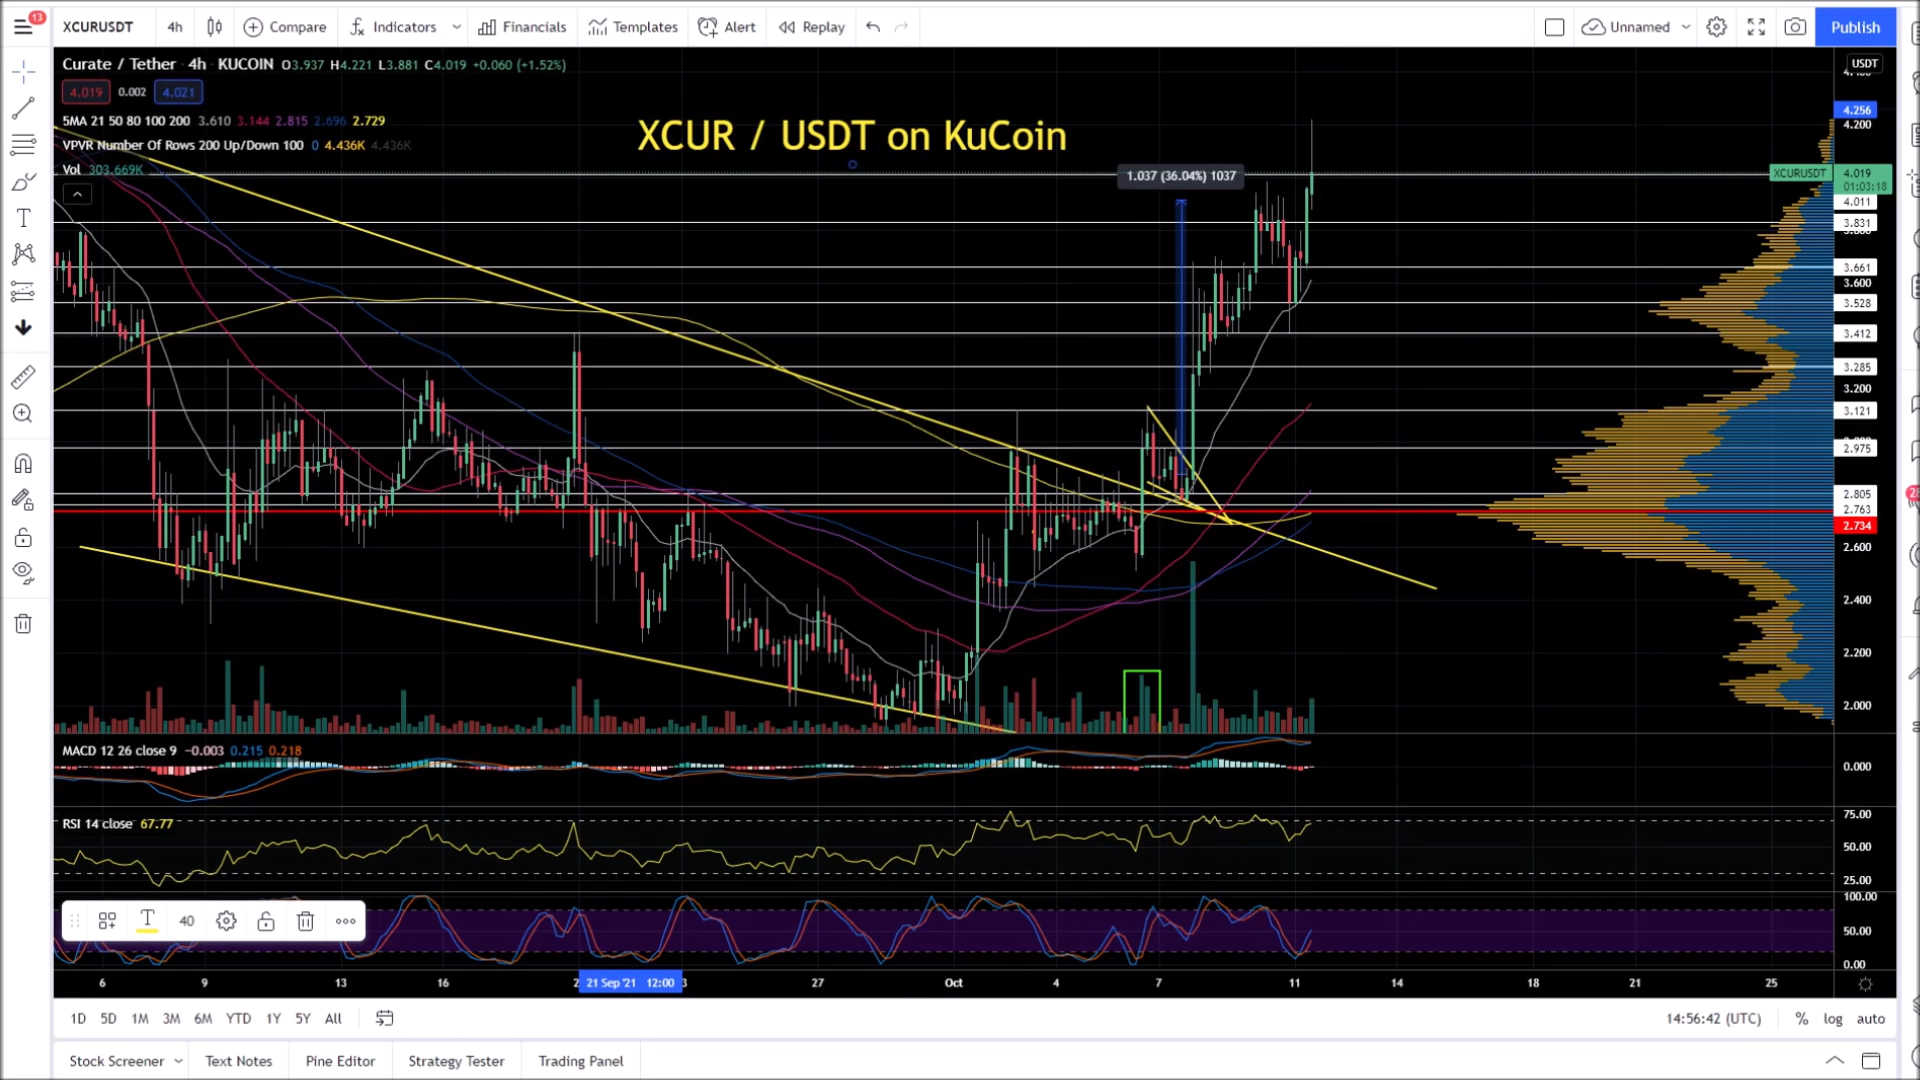 13
XCURUSDT 4h Compare Indicators Financials Templates Alert Replay Unnamed Publish
Curate / Tether · 4h · KUCOIN O3.937 H4.221 L3.881 C4.019 +0.060 (+1.52%)
USDT
4.019 0.002 4.021
5MA 21 50 80 100 200 3.610 3.144 2.815 2.696 2.729
VPVR Number Of Rows 200 Up/Down 100 0 4.436K 4.436K
Vol 303.669K
XCUR / USDT on KuCoin
1.037 (36.04%) 1037
4.256
4.200
XCURUSDT 4.019
01:03:18
4.011
3.831
3.661
3.600
3.528
3.412
3.285
3.200
3.121
2.975
2.805
2.763
2.734
2.600
2.400
2.200
2.000
MACD 12 26 close 9 −0.003 0.215 0.218
0.000
RSI 14 close 67.77
75.00
50.00
25.00
100.00
40
50.00
0.00
6 9 13 16 21 Sep '21 12:00 27 Oct 4 7 11 14 18 21 25
1D 5D 1M 3M 6M YTD 1Y 5Y All 14:56:42 (UTC) % log auto
Stock Screener Text Notes Pine Editor Strategy Tester Trading Panel